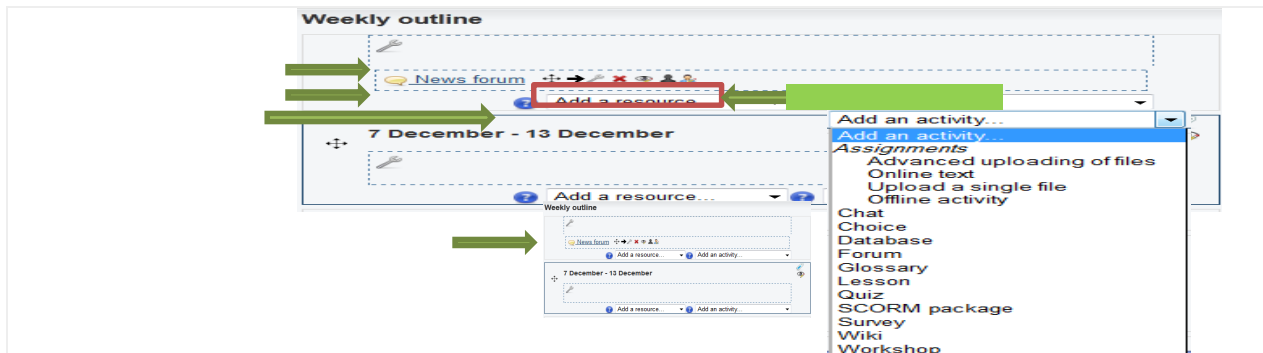 Weekly outline
News forum
Add a resource...
Add an activity...
Add an activity...
7 December - 13 December
Assignments
Advanced uploading of files
Online text
Upload a single file
Offline activity
Add a resource...
Chat
Choice
Database
Forum
Glossary
Lesson
Quiz
SCORM package
Survey
Wiki
Workshop
Weekly outline
News forum
Add a resource...
Add an activity...
7 December - 13 December
Add a resource...
Add an activity...